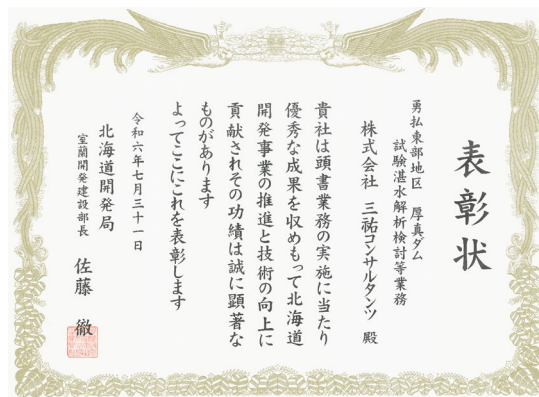 表彰状
勇払東部地区 厚真ダム
試験湛水解析検討等業務
株式会社 三祐コンサルタンツ 殿
貴社は頭書業務の実施に当たり
優秀な成果を収めもって北海道
開発事業の推進と技術の向上に
貢献されその功績は誠に顕著な
ものがあります
よってここにこれを表彰します
令和六年七月三十一日
北海道開発局
室蘭開発建設部長 佐藤 徹